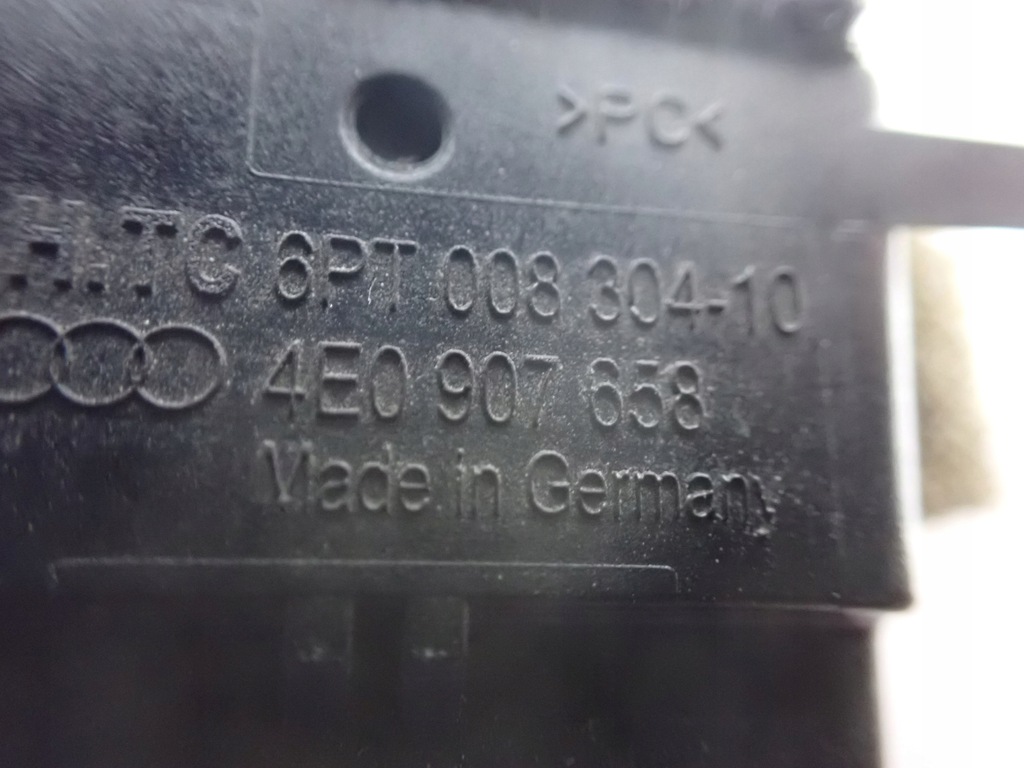 >PC<
6PT 008 304-10
4E0 907 658
Made in Germany